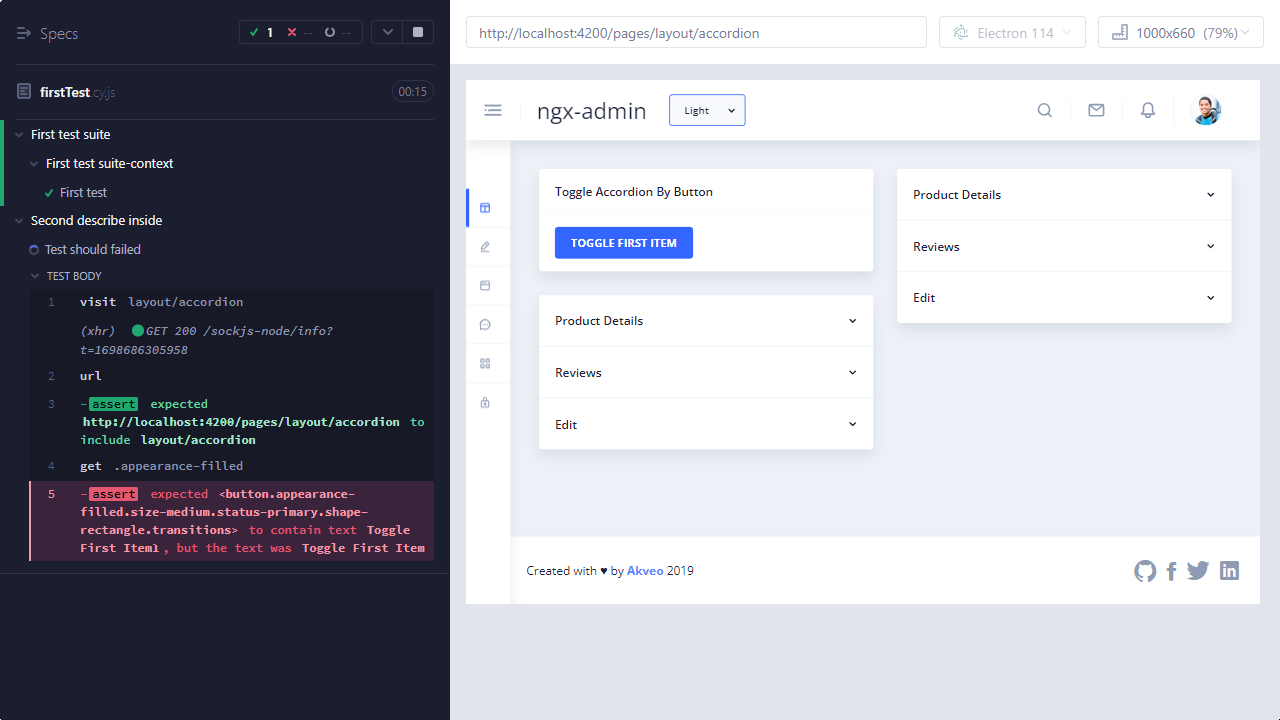 Specs
1
--
--
firstTest.cy.js
00:15
First test suite
First test suite-context
First test
Second describe inside
Test should failed
TEST BODY
1 visit layout/accordion
(xhr) GET 200 /sockjs-node/info?
t=1698686305958
2 url
3 -assert expected
http://localhost:4200/pages/layout/accordion to
include layout/accordion
4 get .appearance-filled
5 -assert expected <button.appearance-
filled.size-medium.status-primary.shape-
rectangle.transitions> to contain text Toggle
First Item1, but the text was Toggle First Item
http://localhost:4200/pages/layout/accordion
Electron 114
1000x660 (79%)
ngx-admin
Light
Toggle Accordion By Button
TOGGLE FIRST ITEM
Product Details
Reviews
Edit
Product Details
Reviews
Edit
Created with ♥ by Akveo 2019